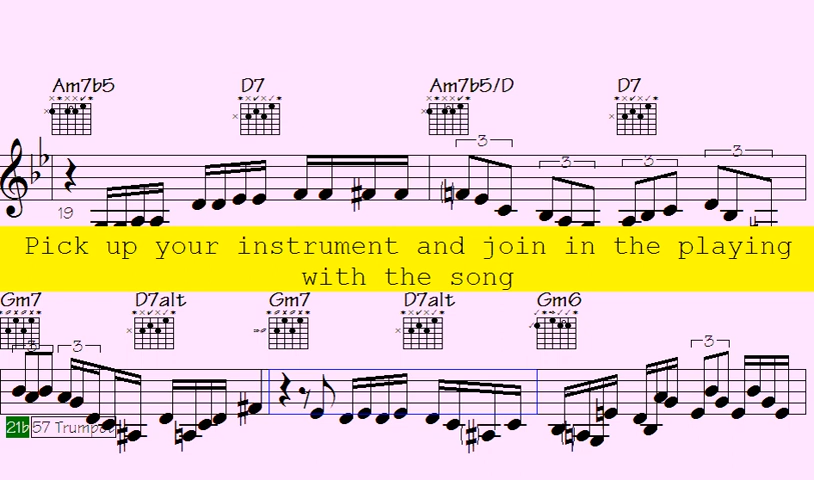 Am7b5 D7 Am7b5/D D7
3 3 3 3
19
Pick up your instrument and join in the playing
with the song
Gm7 D7alt Gm7 D7alt Gm6
3 3 3
21b 57 Trumpet